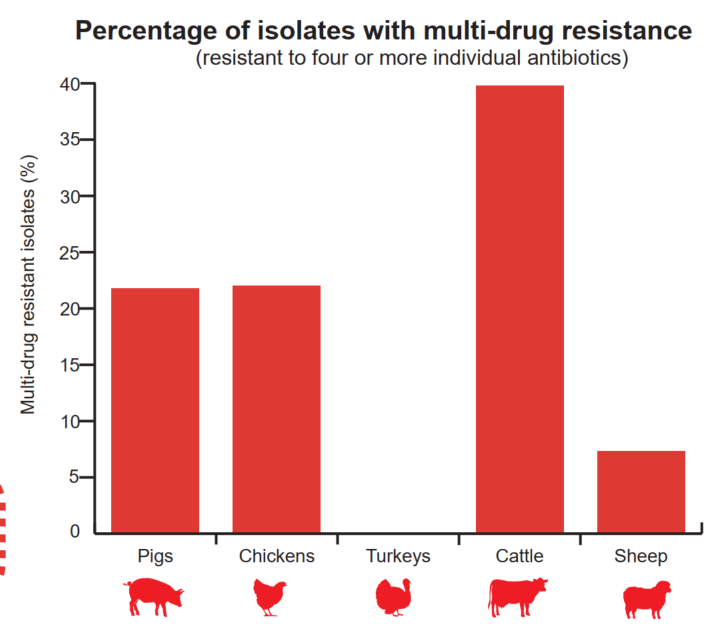 Percentage of isolates with multi-drug resistance
(resistant to four or more individual antibiotics)
Multi-drug resistant isolates (%)
40
35
30
25
20
15
10
5
0
Pigs Chickens Turkeys Cattle Sheep